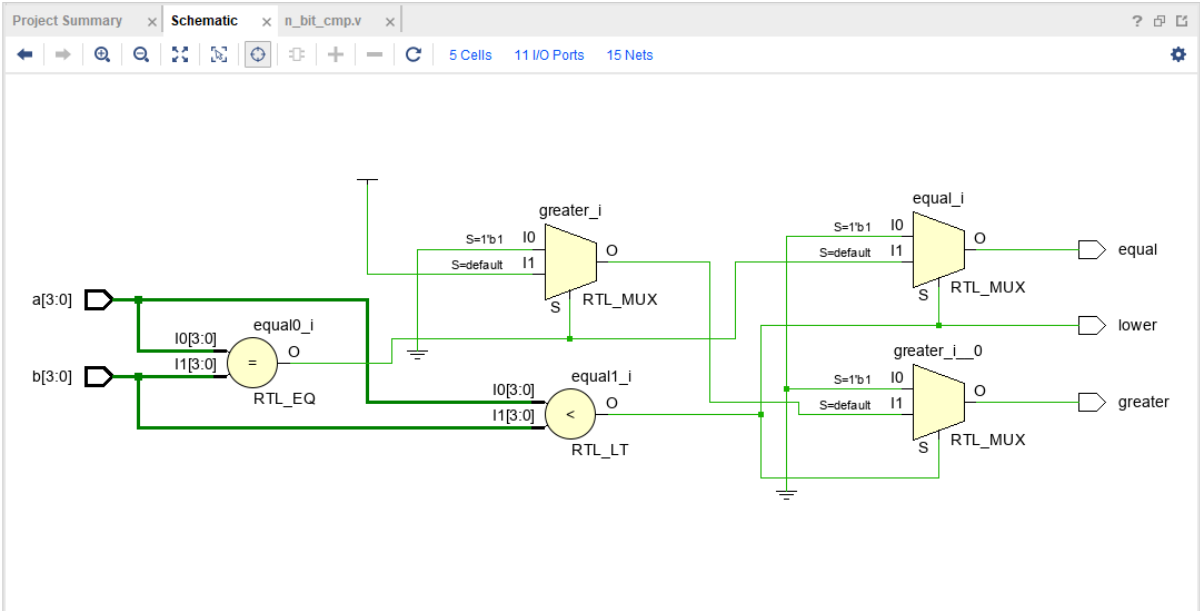 Project Summary × Schematic × n_bit_cmp.v ×
5 Cells 11 I/O Ports 15 Nets
equal_i
greater_i
S=1'b1 I0 O equal
S=default I1
S RTL_MUX
S=1'b1 I0 O
S=default I1
S RTL_MUX
a[3:0]
equal0_i
I0[3:0] O
= 
I1[3:0]
RTL_EQ
b[3:0]
lower
greater_i__0
S=1'b1 I0 O greater
S=default I1
S RTL_MUX
equal1_i
I0[3:0] O
<
I1[3:0]
RTL_LT